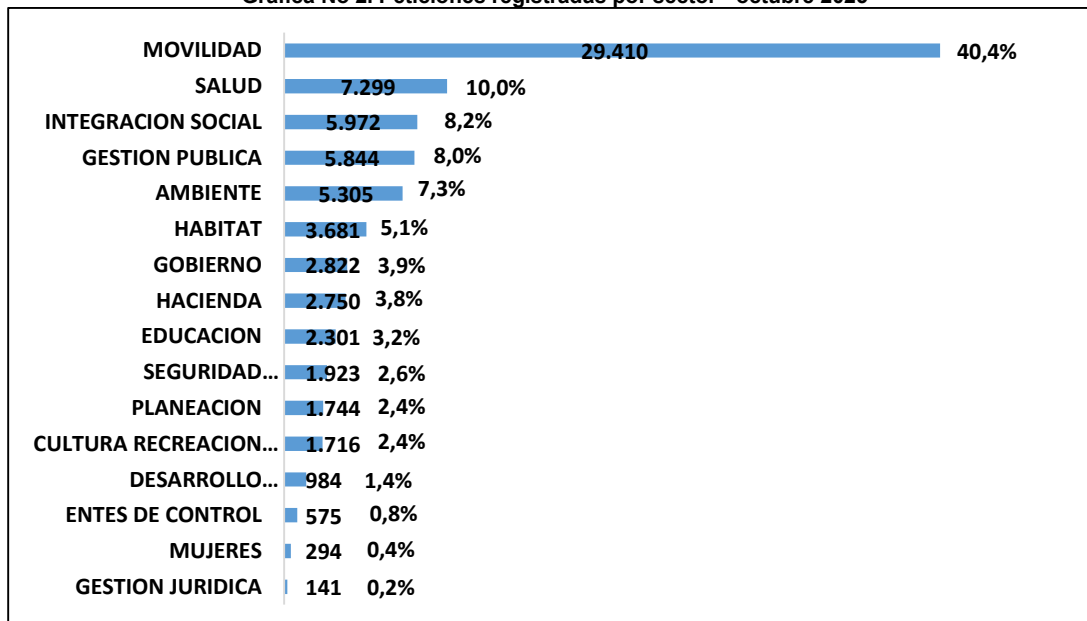 MOVILIDAD 29.410 40,4%
SALUD 7.299 10,0%
INTEGRACION SOCIAL 5.972 8,2%
GESTION PUBLICA 5.844 8,0%
AMBIENTE 5.305 7,3%
HABITAT 3.681 5,1%
GOBIERNO 2.822 3,9%
HACIENDA 2.750 3,8%
EDUCACION 2.301 3,2%
SEGURIDAD... 1.923 2,6%
PLANEACION 1.744 2,4%
CULTURA RECREACION... 1.716 2,4%
DESARROLLO... 984 1,4%
ENTES DE CONTROL 575 0,8%
MUJERES 294 0,4%
GESTION JURIDICA 141 0,2%